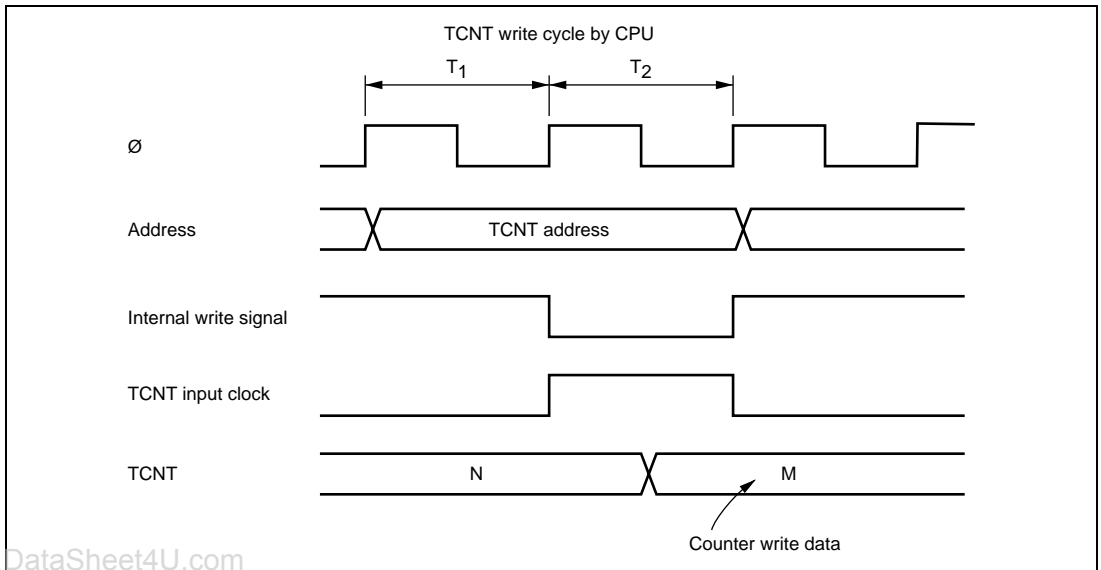 TCNT write cycle by CPU
T1 T2
Ø
Address TCNT address
Internal write signal
TCNT input clock
TCNT N M
Counter write data
DataSheet4U.com